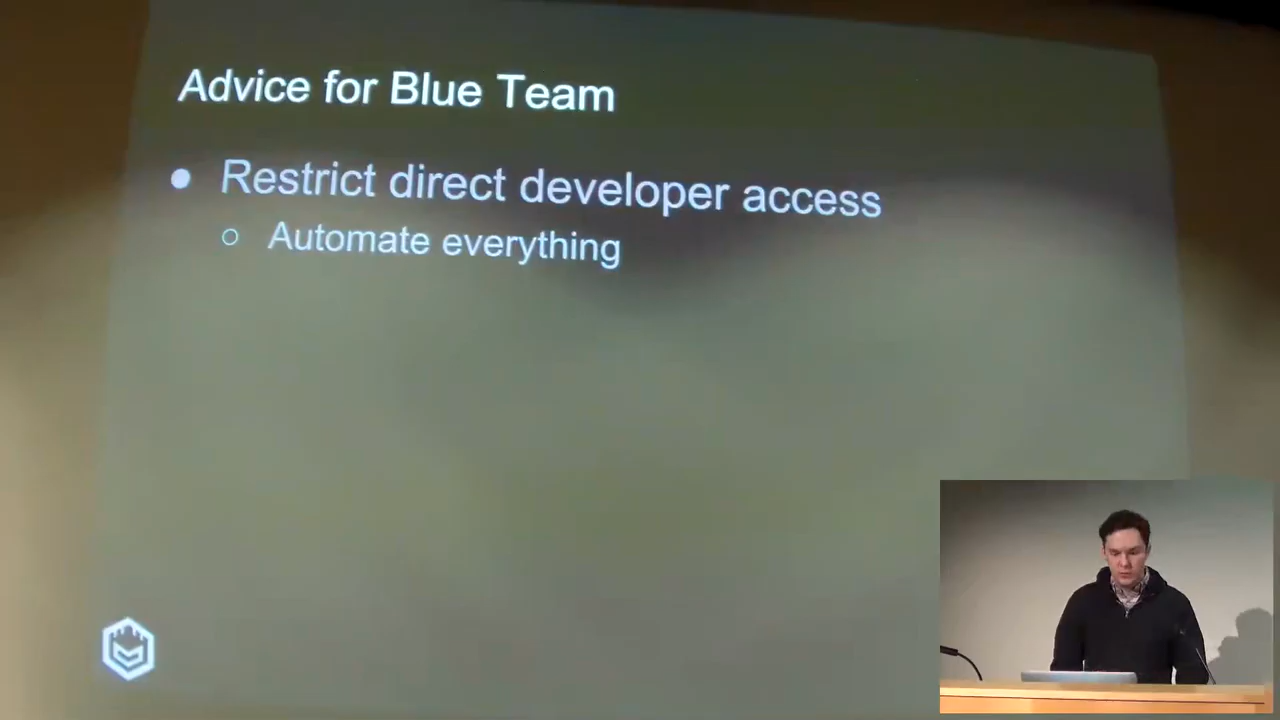 Advice for Blue Team
● Restrict direct developer access
○ Automate everything